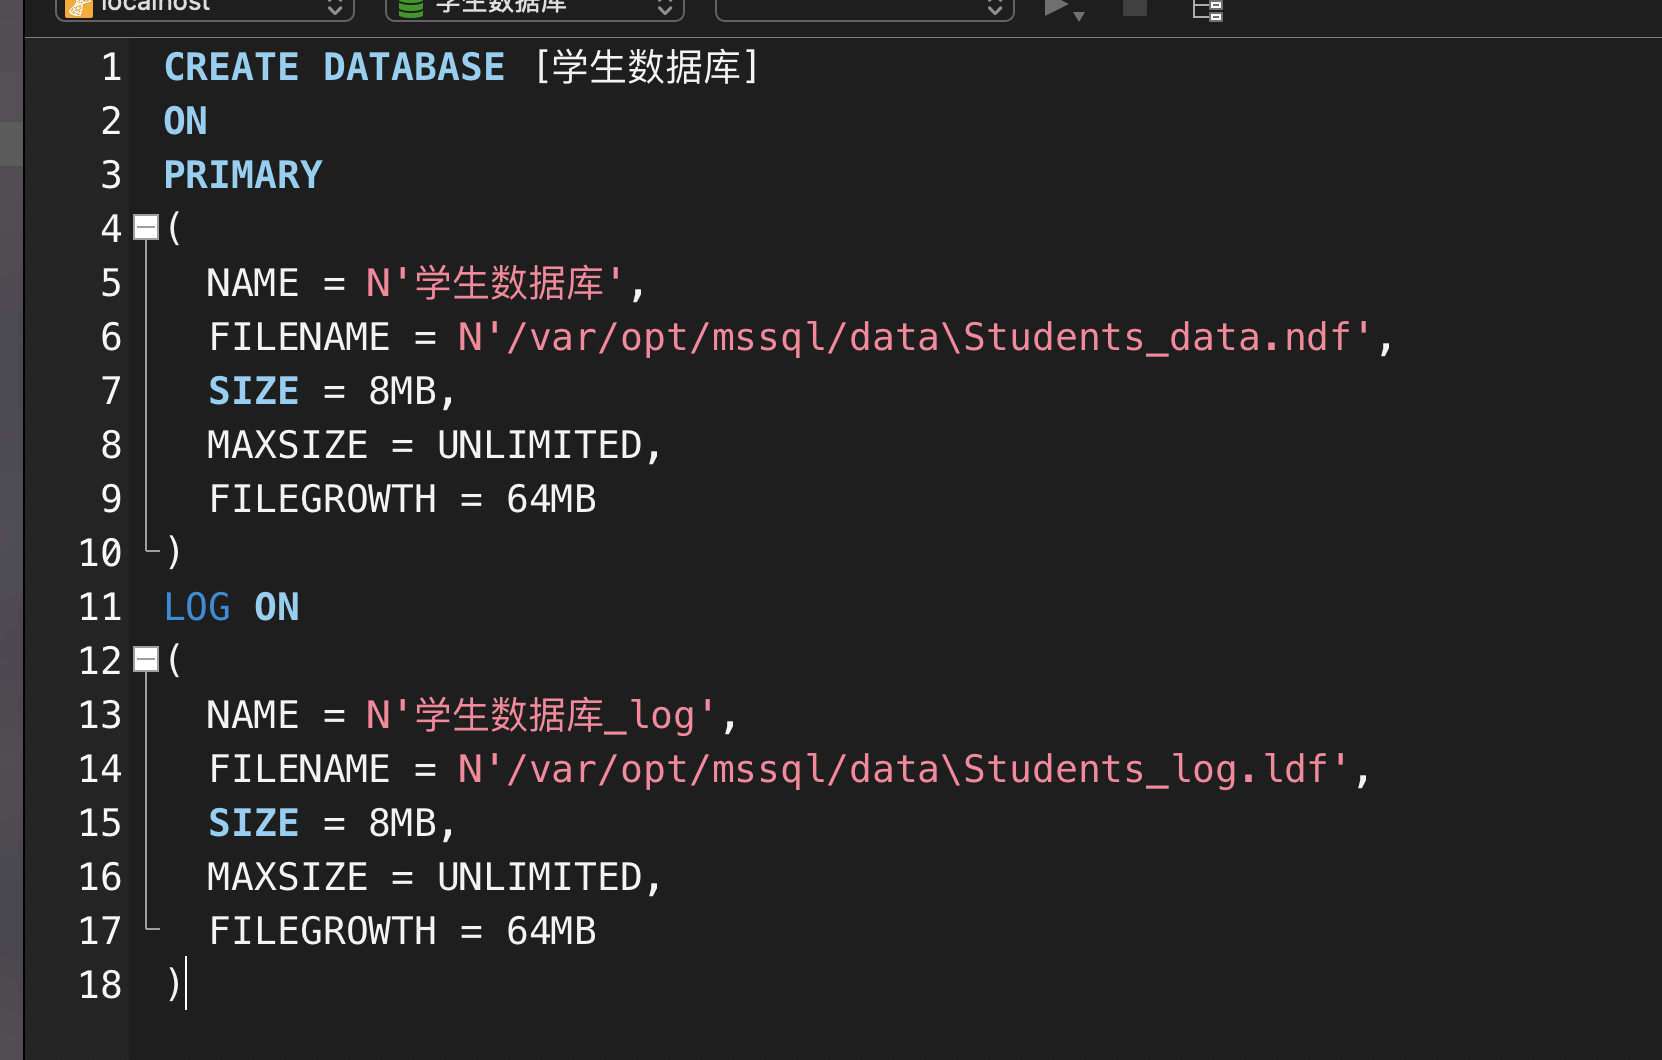 localhost 学生数据库
1 CREATE DATABASE [学生数据库]
2 ON
3 PRIMARY
4 (
5 NAME = N'学生数据库',
6 FILENAME = N'/var/opt/mssql/data\Students_data.ndf',
7 SIZE = 8MB,
8 MAXSIZE = UNLIMITED,
9 FILEGROWTH = 64MB
10 )
11 LOG ON
12 (
13 NAME = N'学生数据库_log',
14 FILENAME = N'/var/opt/mssql/data\Students_log.ldf',
15 SIZE = 8MB,
16 MAXSIZE = UNLIMITED,
17 FILEGROWTH = 64MB
18 )